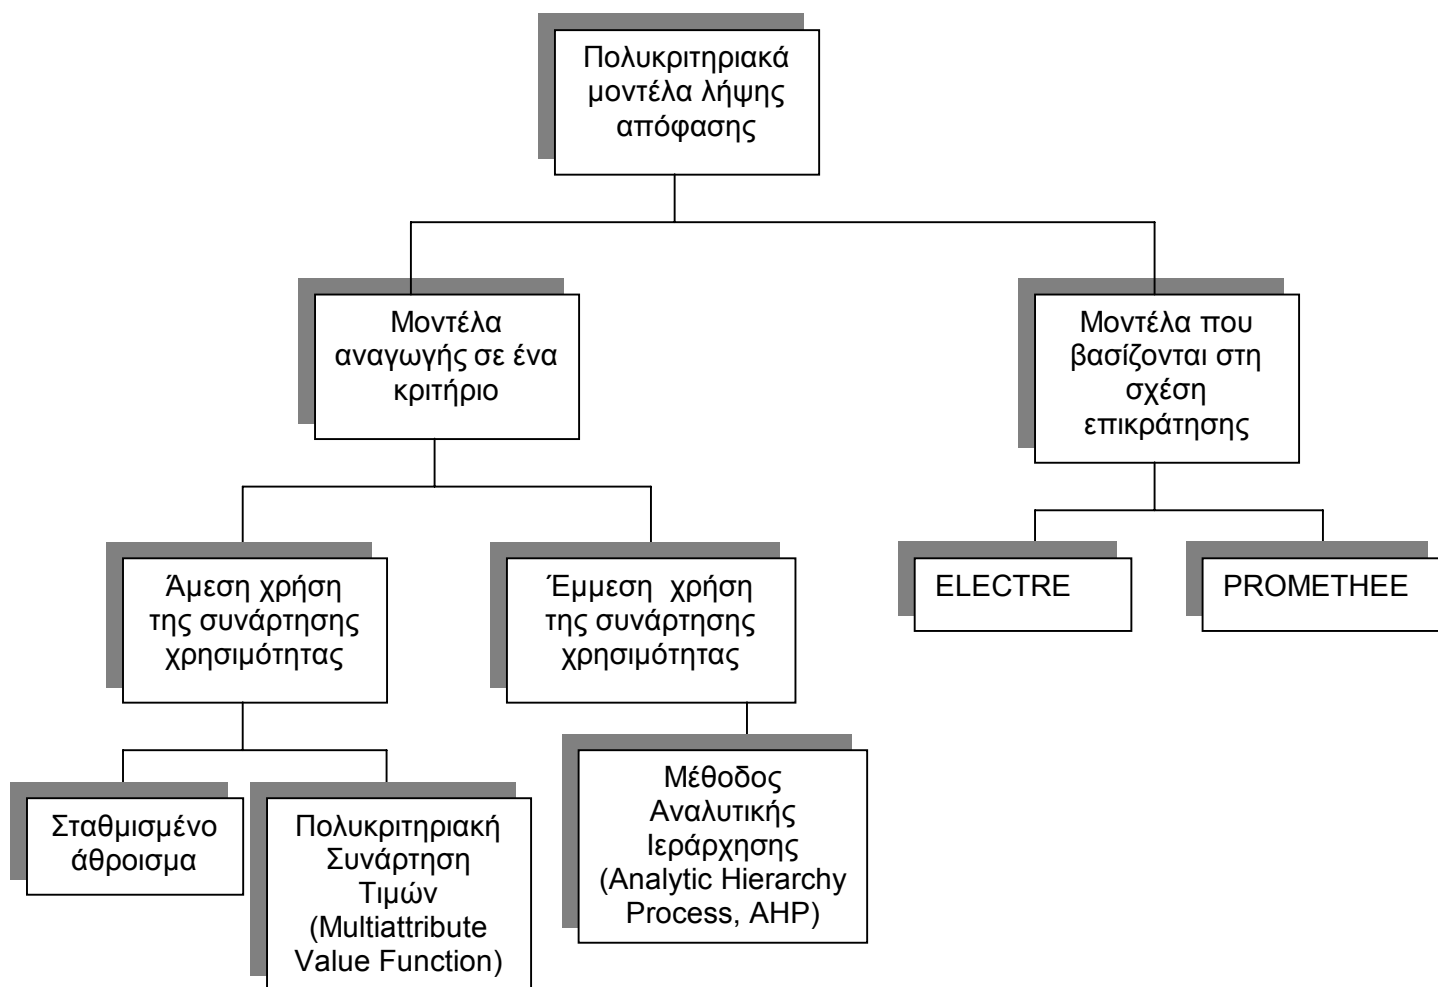 Πολυκριτηριακά
μοντέλα λήψης
απόφασης
Μοντέλα
αναγωγής σε ένα
κριτήριο
Μοντέλα που
βασίζονται στη
σχέση
επικράτησης
Άμεση χρήση
της συνάρτησης
χρησιμότητας
Έμμεση χρήση
της συνάρτησης
χρησιμότητας
ELECTRE
PROMETHEE
Σταθμισμένο
άθροισμα
Πολυκριτηριακή
Συνάρτηση
Τιμών
(Multiattribute
Value Function)
Μέθοδος
Αναλυτικής
Ιεράρχησης
(Analytic Hierarchy
Process, AHP)